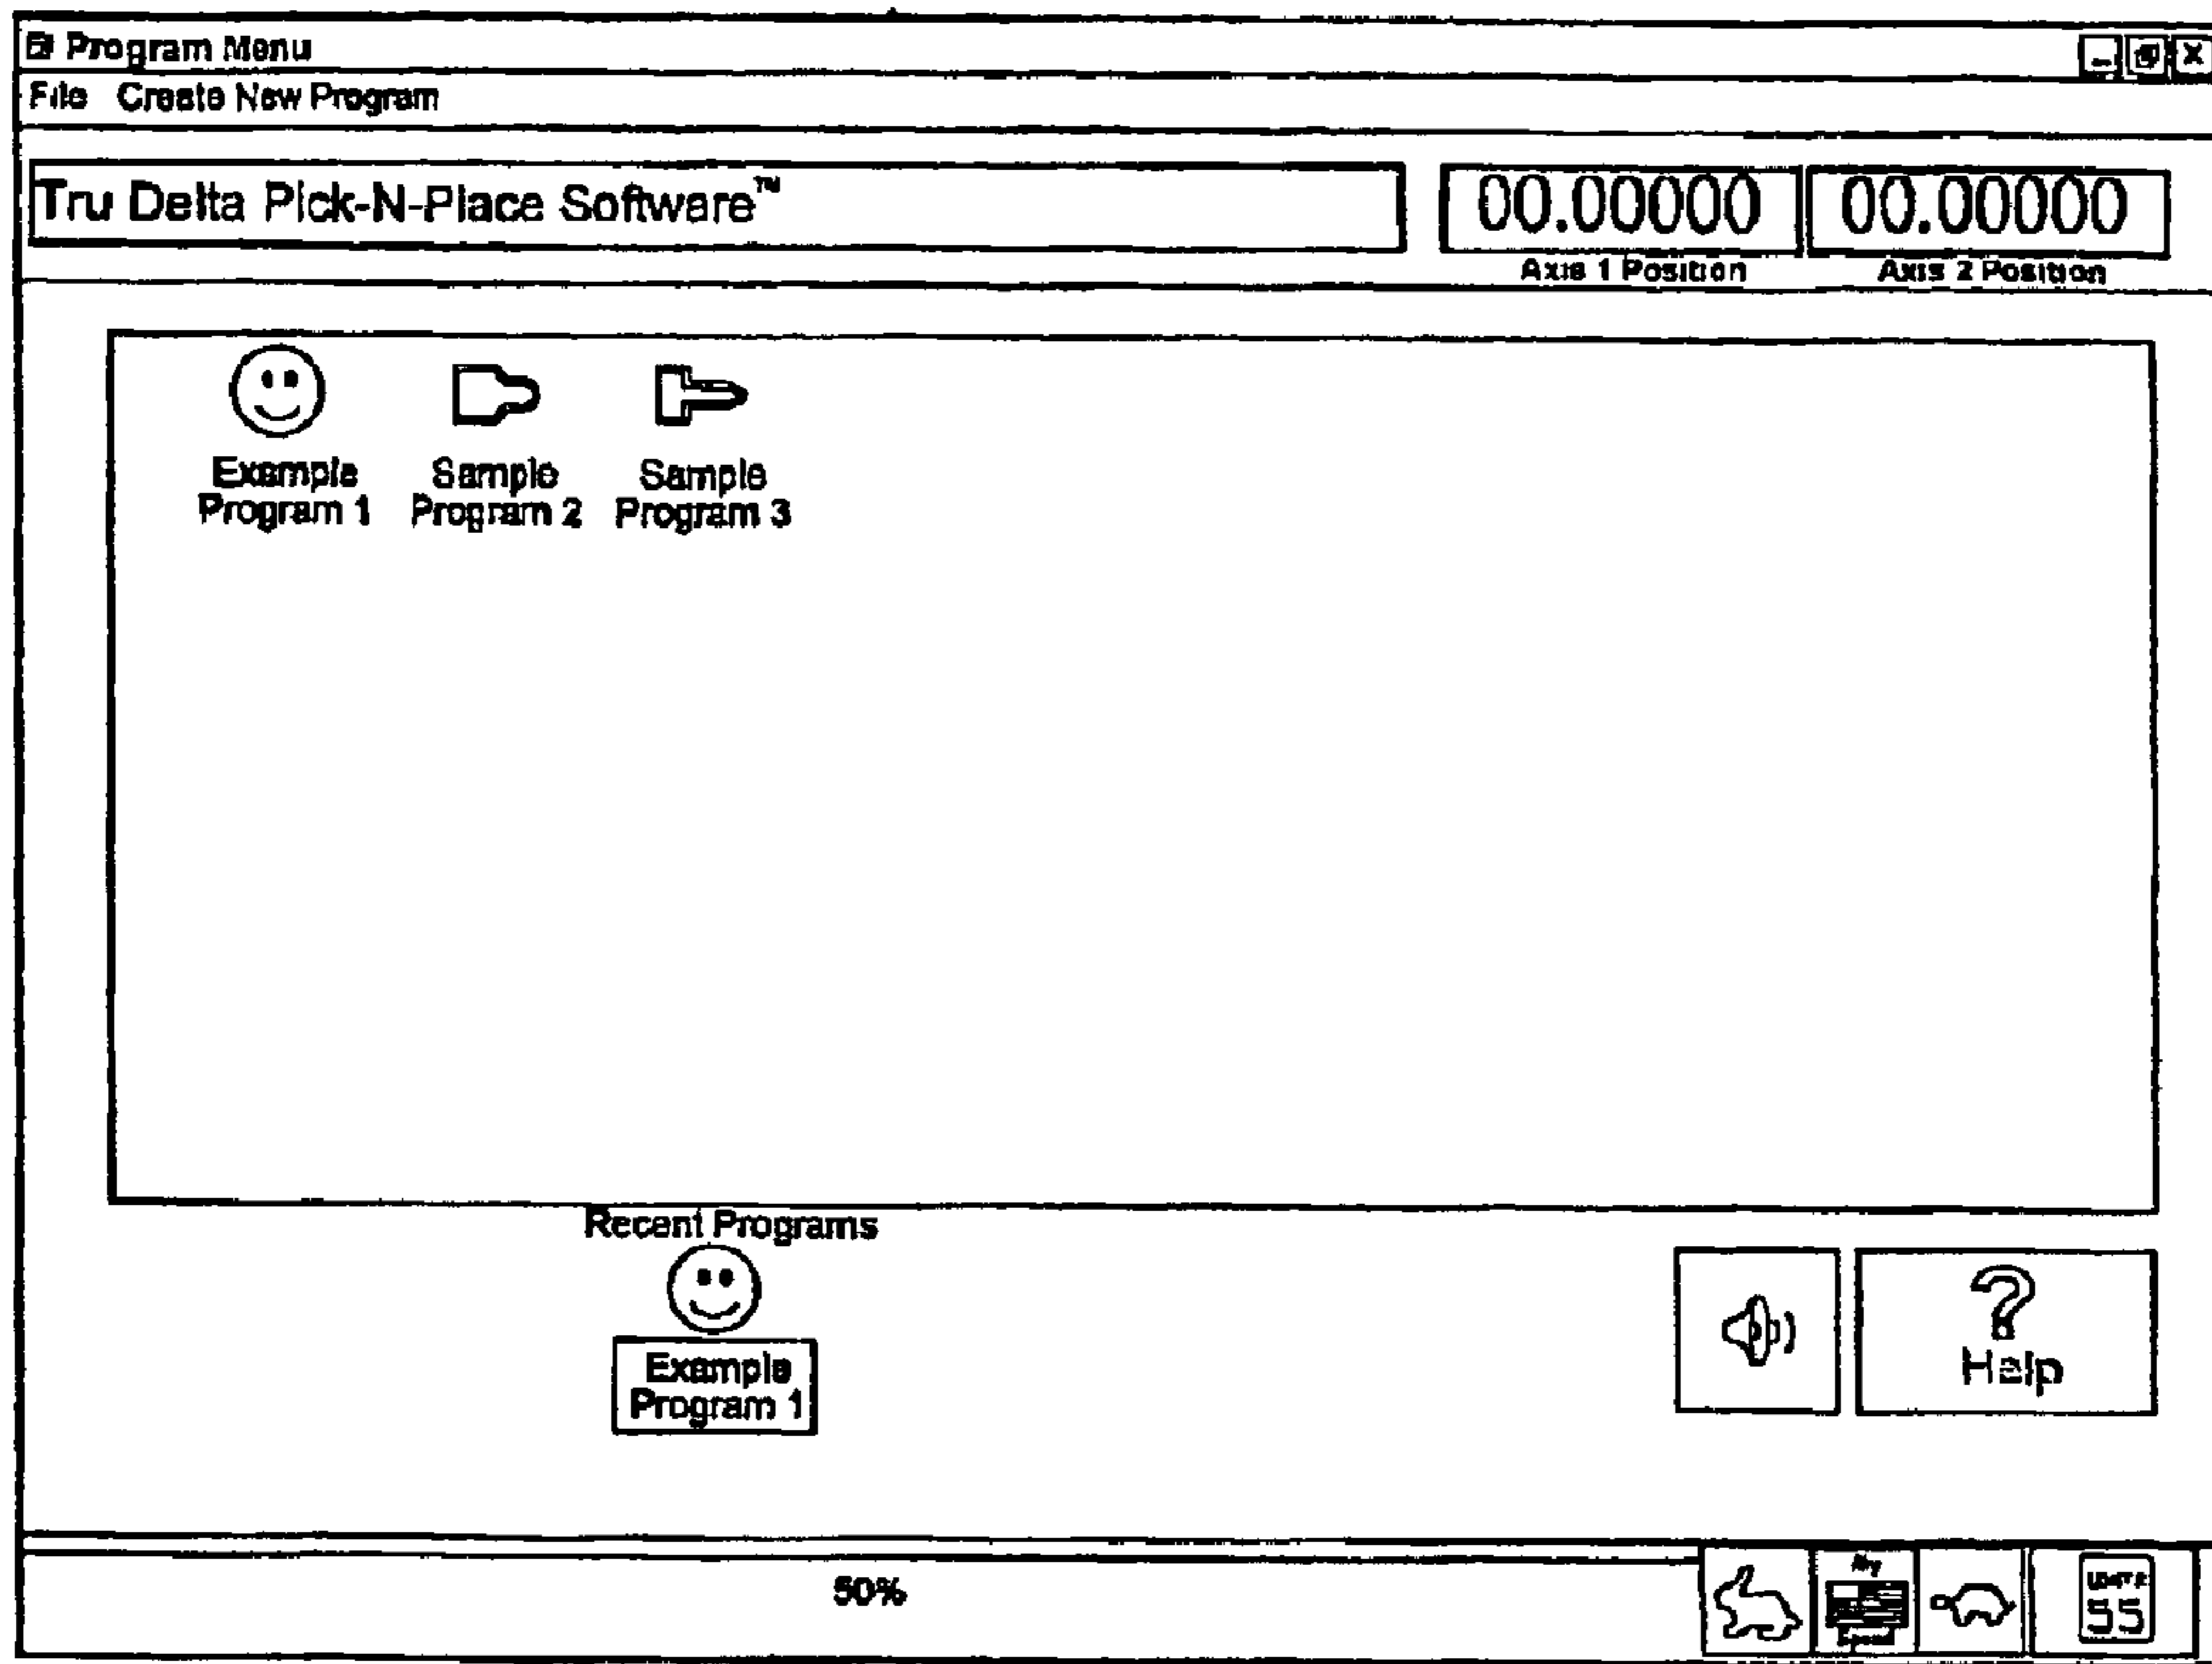 Program Menu
File Create New Program
Tru Delta Pick-N-Place Software™
00.00000 00.00000
Axis 1 Position Axis 2 Position
Example Sample Sample
Program 1 Program 2 Program 3
Recent Programs
Example
Program 1
?
Help
50%
My
Speed
55